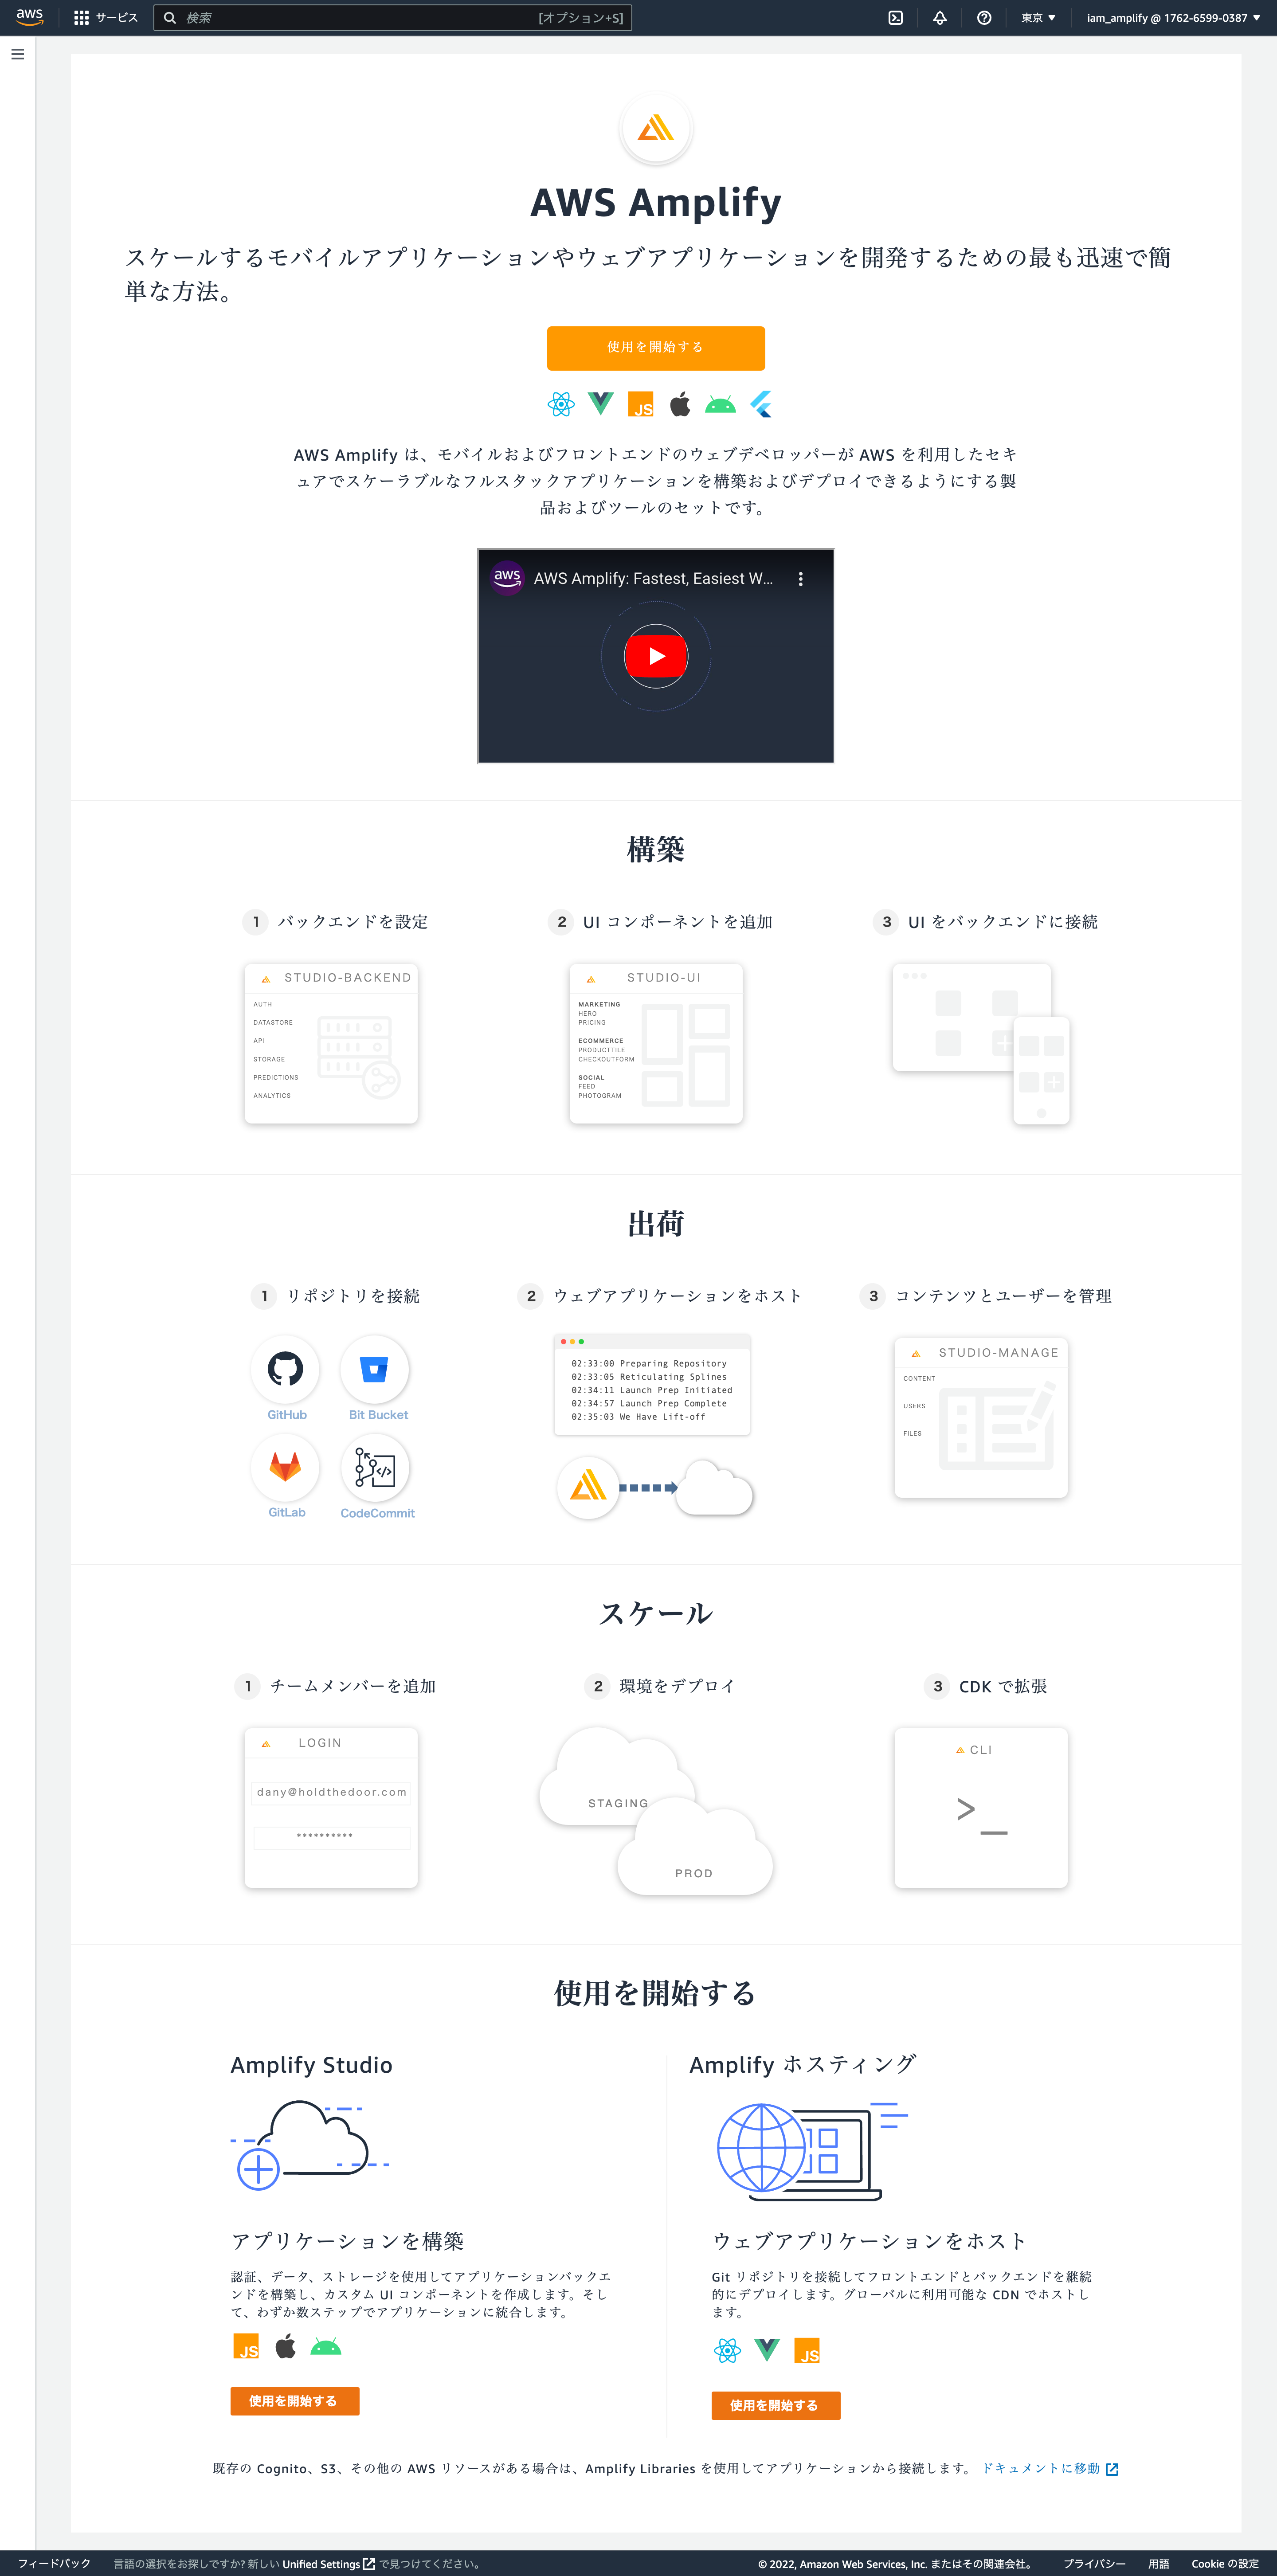 aws
サービス
検索
[オプション+S]
東京
iam_amplify @ 1762-6599-0387
AWS Amplify
スケールするモバイルアプリケーションやウェブアプリケーションを開発するための最も迅速で簡
単な方法。
使用を開始する
JS
AWS Amplify は、モバイルおよびフロントエンドのウェブデベロッパーが AWS を利用したセキ
ュアでスケーラブルなフルスタックアプリケーションを構築およびデプロイできるようにする製
品およびツールのセットです。
aws
AWS Amplify: Fastest, Easiest W...
構築
1 バックエンドを設定
STUDIO-BACKEND
AUTH
DATASTORE
API
STORAGE
PREDICTIONS
ANALYTICS
2 UI コンポーネントを追加
STUDIO-UI
MARKETING
HERO
PRICING
ECOMMERCE
PRODUCTTILE
CHECKOUTFORM
SOCIAL
FEED
PHOTOGRAM
3 UI をバックエンドに接続
出荷
1 リポジトリを接続
GitHub
Bit Bucket
GitLab
CodeCommit
2 ウェブアプリケーションをホスト
02:33:00 Preparing Repository
02:33:05 Reticulating Splines
02:34:11 Launch Prep Initiated
02:34:57 Launch Prep Complete
02:35:03 We Have Lift-off
3 コンテンツとユーザーを管理
STUDIO-MANAGE
CONTENT
USERS
FILES
スケール
1 チームメンバーを追加
LOGIN
dany@holdthedoor.com
**********
2 環境をデプロイ
STAGING
PROD
3 CDK で拡張
CLI
>_
使用を開始する
Amplify Studio
アプリケーションを構築
認証、データ、ストレージを使用してアプリケーションバックエ
ンドを構築し、カスタム UI コンポーネントを作成します。そし
て、わずか数ステップでアプリケーションに統合します。
JS
使用を開始する
Amplify ホスティング
ウェブアプリケーションをホスト
Git リポジトリを接続してフロントエンドとバックエンドを継続
的にデプロイします。グローバルに利用可能な CDN でホストし
ます。
JS
使用を開始する
既存の Cognito、S3、その他の AWS リソースがある場合は、Amplify Libraries を使用してアプリケーションから接続します。 ドキュメントに移動
フィードバック
言語の選択をお探しですか? 新しい Unified Settings で見つけてください。
© 2022, Amazon Web Services, Inc. またはその関連会社。
プライバシー
用語
Cookie の設定